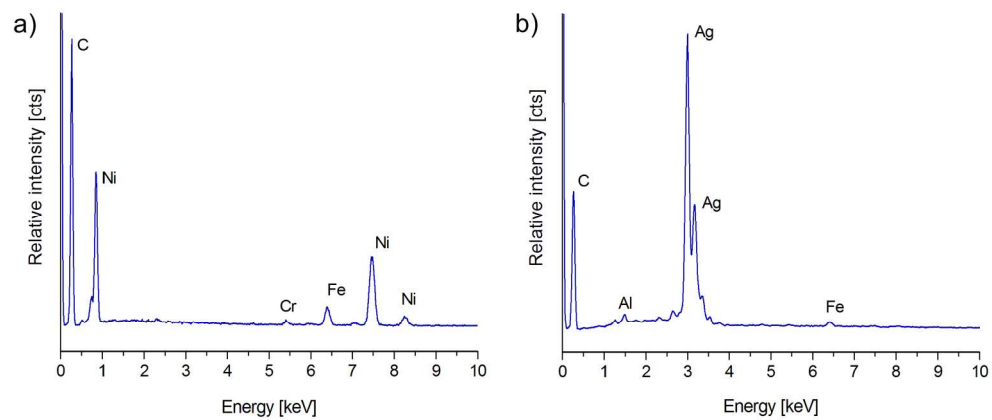 a)
Relative intensity [cts]
C
Ni
Cr
Fe
Ni
Ni
0 1 2 3 4 5 6 7 8 9 10
Energy [keV]
b)
Relative intensity [cts]
C
Al
Ag
Ag
Fe
0 1 2 3 4 5 6 7 8 9 10
Energy [keV]